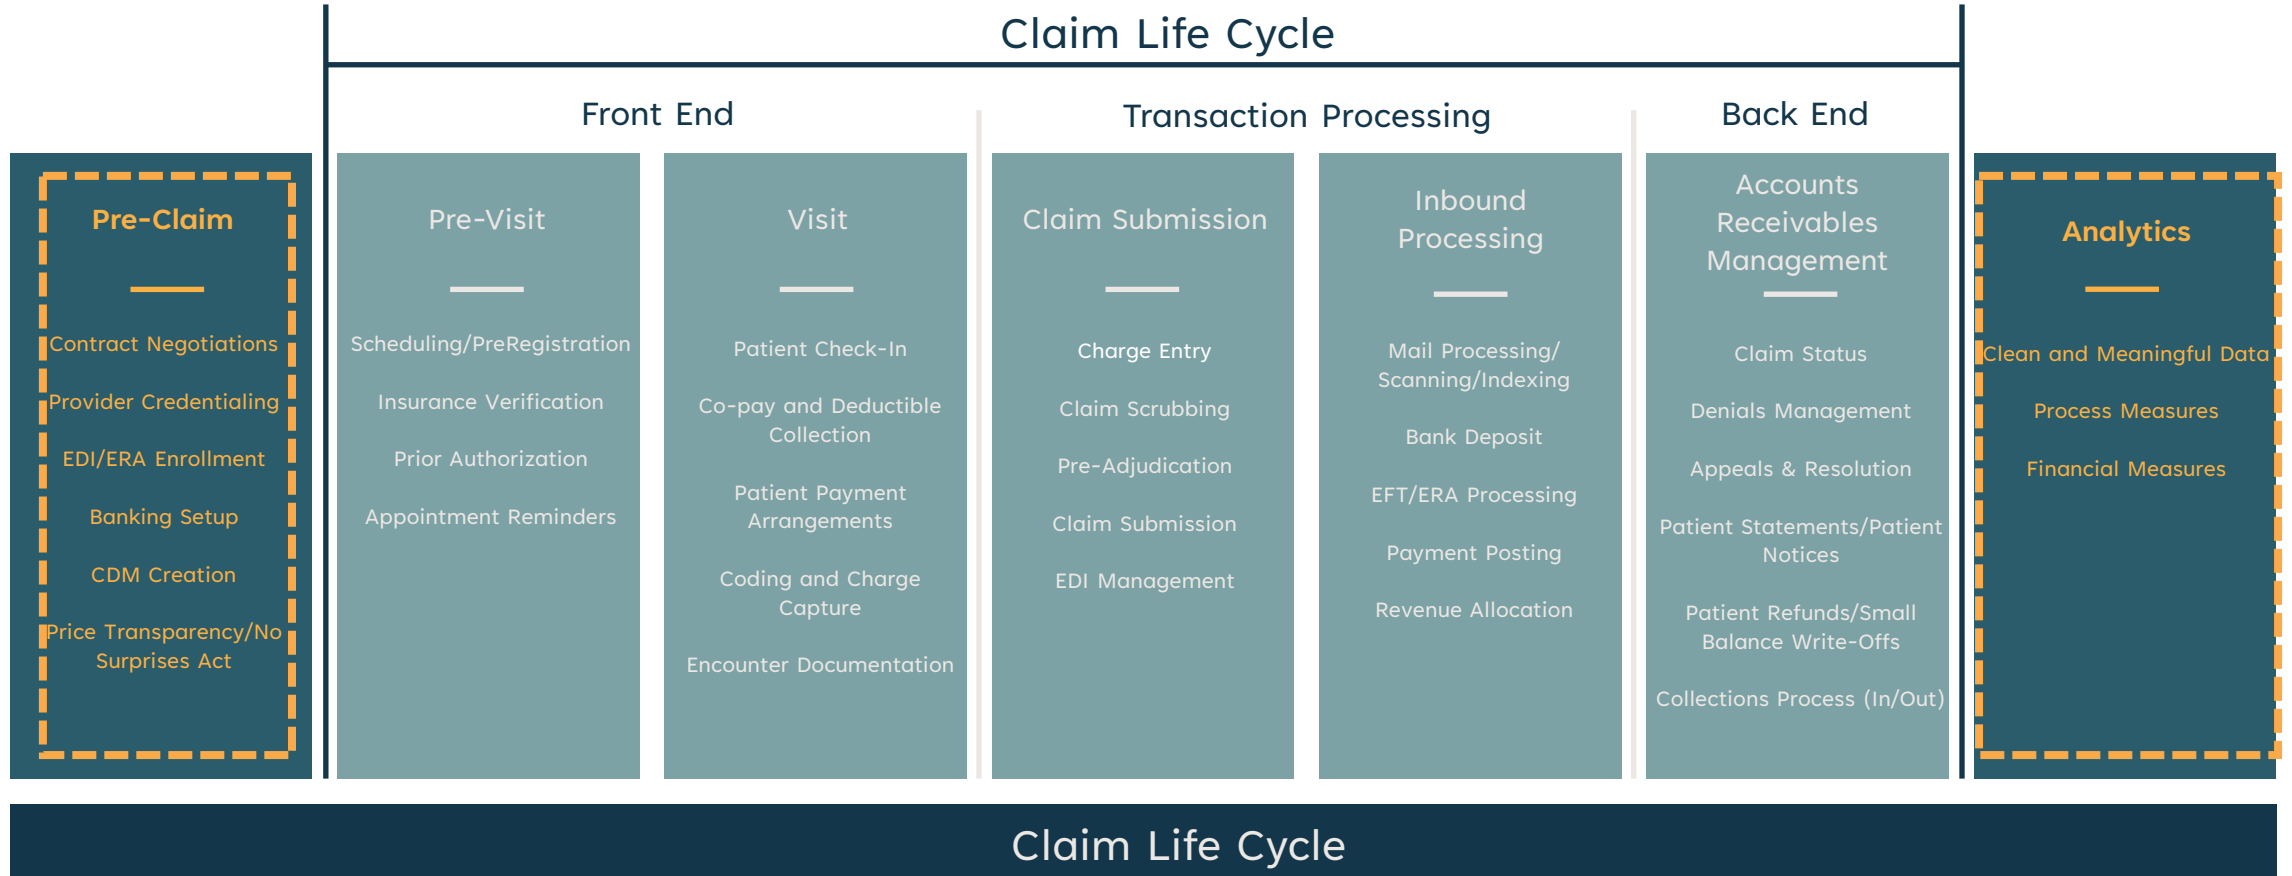 Claim Life Cycle
Front End
Transaction Processing
Back End
Pre-Claim
Contract Negotiations
Provider Credentialing
EDI/ERA Enrollment
Banking Setup
CDM Creation
Price Transparency/No
Surprises Act
Pre-Visit
Scheduling/PreRegistration
Insurance Verification
Prior Authorization
Appointment Reminders
Visit
Patient Check-In
Co-pay and Deductible
Collection
Patient Payment
Arrangements
Coding and Charge
Capture
Encounter Documentation
Claim Submission
Charge Entry
Claim Scrubbing
Pre-Adjudication
Claim Submission
EDI Management
Inbound
Processing
Mail Processing/
Scanning/Indexing
Bank Deposit
EFT/ERA Processing
Payment Posting
Revenue Allocation
Accounts
Receivables
Management
Claim Status
Denials Management
Appeals & Resolution
Patient Statements/Patient
Notices
Patient Refunds/Small
Balance Write-Offs
Collections Process (In/Out)
Analytics
Clean and Meaningful Data
Process Measures
Financial Measures
Claim Life Cycle